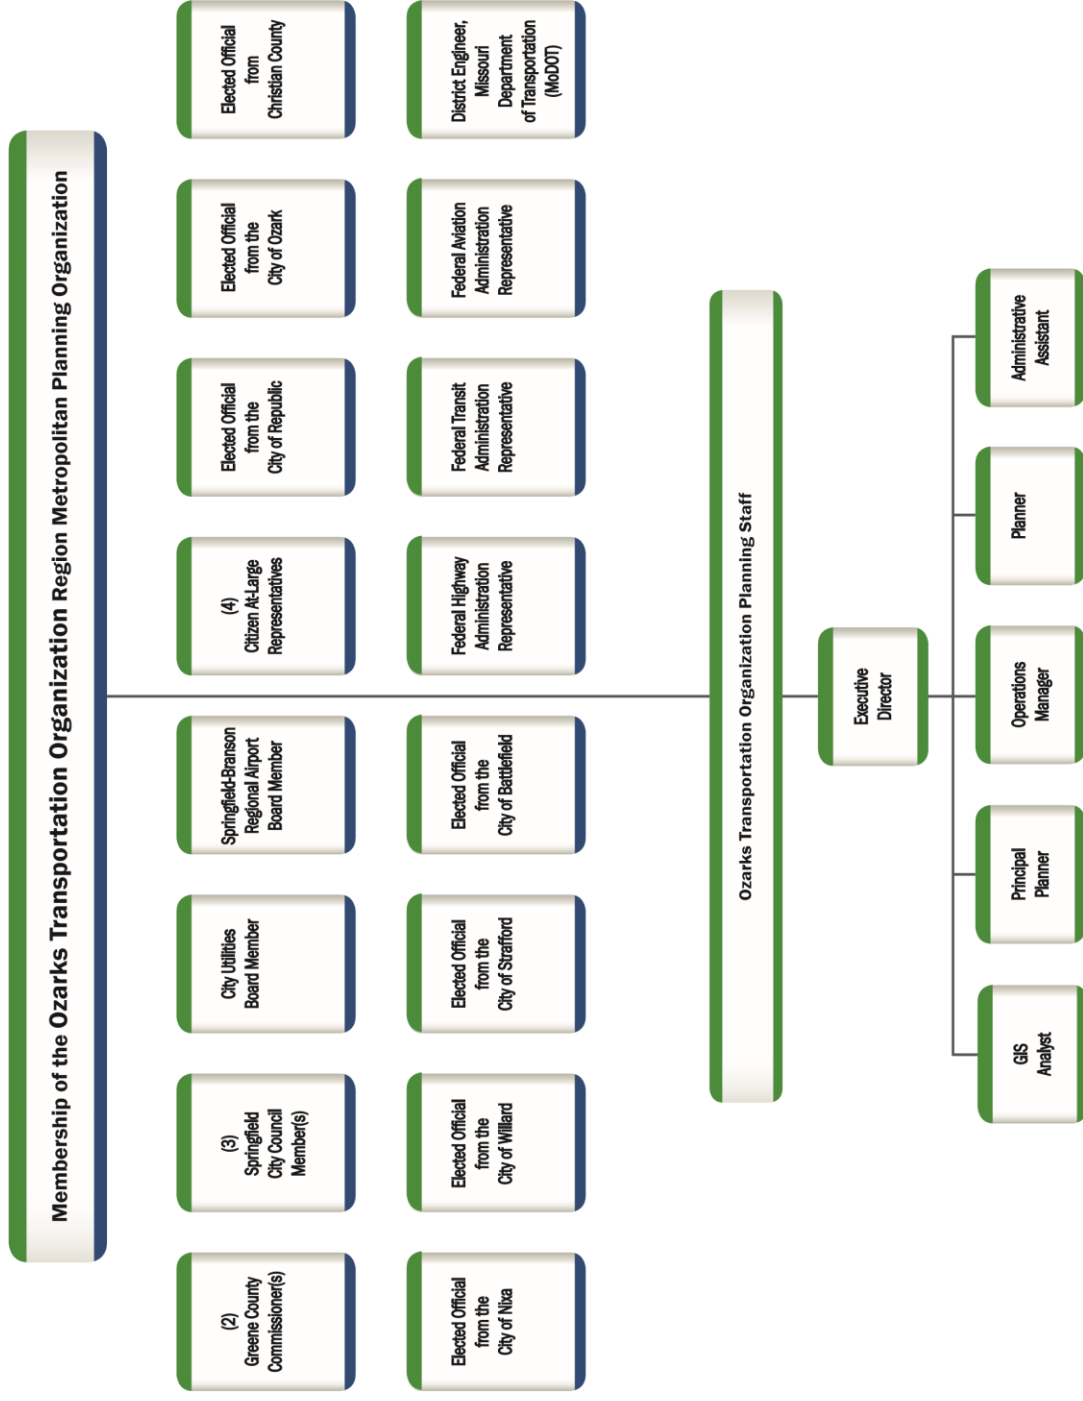 Membership of the Ozarks Transportation Organization Region Metropolitan Planning Organization
(2)
Greene County
Commissioner(s)
(3)
Springfield
City Council
Member(s)
City Utilities
Board Member
Springfield-Branson
Regional Airport
Board Member
(4)
Citizen At-Large
Representatives
Elected Official
from the
City of Republic
Elected Official
from the
City of Ozark
Elected Official
from
Christian County
Elected Official
from the
City of Nixa
Elected Official
from the
City of Willard
Elected Official
from the
City of Strafford
Elected Official
from the
City of Battlefield
Federal Highway
Administration
Representative
Federal Transit
Administration
Representative
Federal Aviation
Administration
Representative
District Engineer,
Missouri
Department
of Transportation
(MoDOT)
Ozarks Transportation Organization Planning Staff
Executive
Director
GIS
Analyst
Principal
Planner
Operations
Manager
Planner
Administrative
Assistant